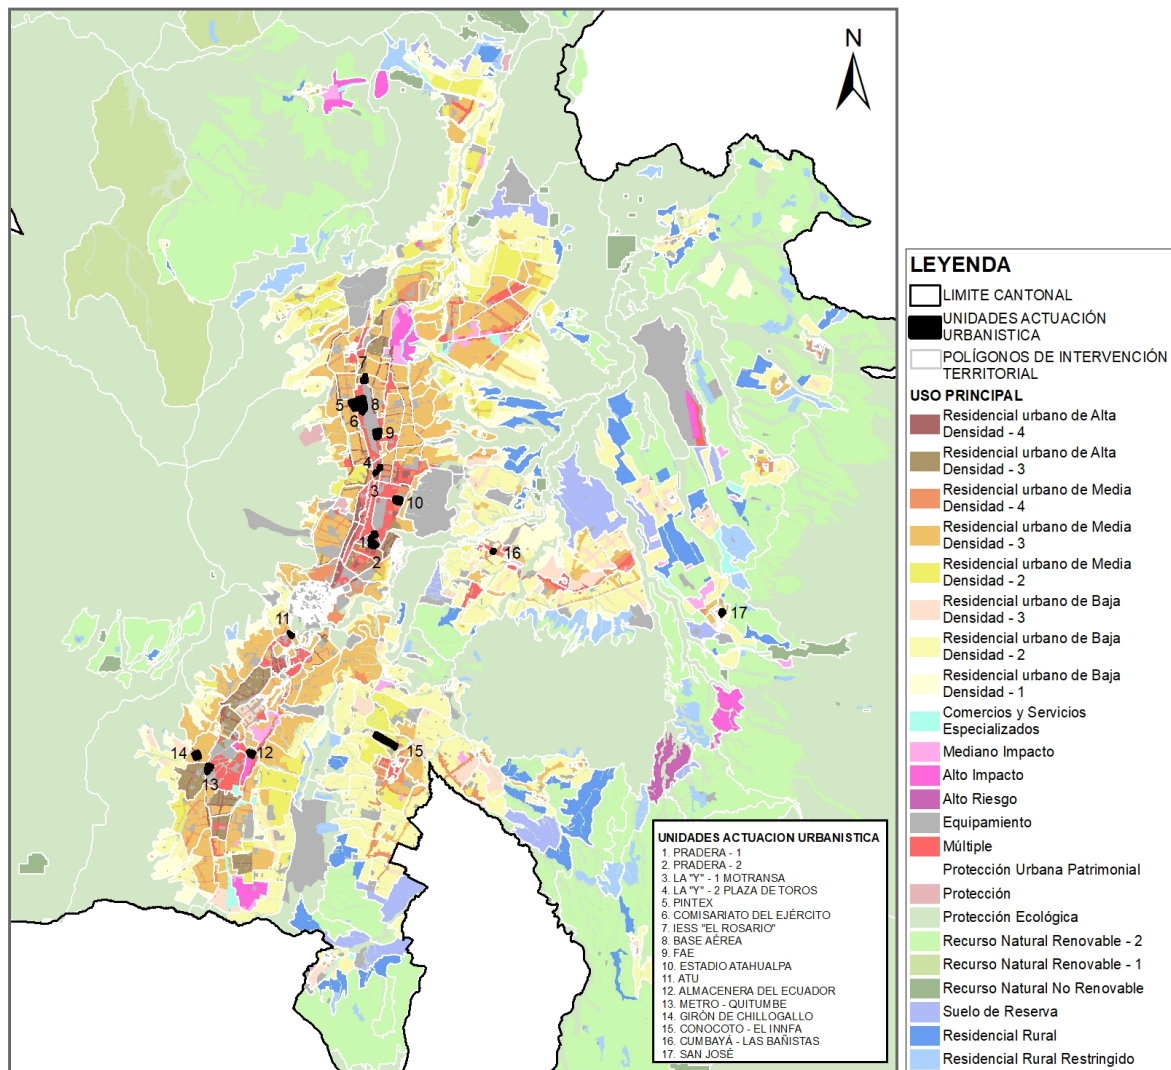 N
7
5
8
6
9
4
3
10
2
16
11
17
14
12
15
13
LEYENDA
LIMITE CANTONAL
UNIDADES ACTUACIÓN
URBANISTICA
POLÍGONOS DE INTERVENCIÓN
TERRITORIAL
USO PRINCIPAL
Residencial urbano de Alta
Densidad - 4
Residencial urbano de Alta
Densidad - 3
Residencial urbano de Media
Densidad - 4
Residencial urbano de Media
Densidad - 3
Residencial urbano de Media
Densidad - 2
Residencial urbano de Baja
Densidad - 3
Residencial urbano de Baja
Densidad - 2
Residencial urbano de Baja
Densidad - 1
Comercios y Servicios
Especializados
Mediano Impacto
Alto Impacto
Alto Riesgo
Equipamiento
Múltiple
Protección Urbana Patrimonial
Protección
Protección Ecológica
Recurso Natural Renovable - 2
Recurso Natural Renovable - 1
Recurso Natural No Renovable
Suelo de Reserva
Residencial Rural
Residencial Rural Restringido
UNIDADES ACTUACION URBANISTICA
1. PRADERA - 1
2. PRADERA - 2
3. LA "Y" - 1 MOTRANSA
4. LA "Y" - 2 PLAZA DE TOROS
5. PINTEX
6. COMISARIATO DEL EJÉRCITO
7. IESS "EL ROSARIO"
8. BASE AÉREA
9. FAE
10. ESTADIO ATAHUALPA
11. ATU
12. ALMACENERA DEL ECUADOR
13. METRO - QUITUMBE
14. GIRÓN DE CHILLOGALLO
15. CONOCOTO - EL INNFA
16. CUMBAYÁ - LAS BAÑISTAS
17. SAN JOSÉ